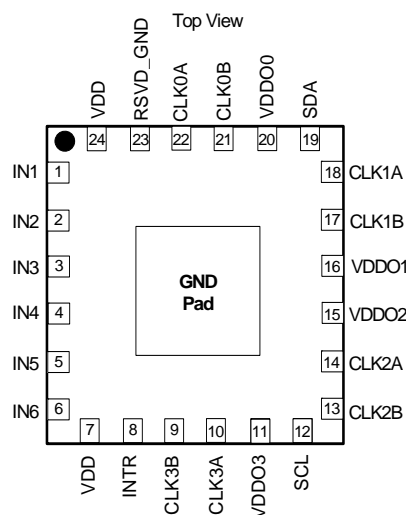 Top View
VDD
RSVD_GND
CLK0A
CLK0B
VDDO0
SDA
24
23
22
21
20
19
IN1
1
18
CLK1A
IN2
2
17
CLK1B
IN3
3
16
VDDO1
GND
Pad
IN4
4
15
VDDO2
IN5
5
14
CLK2A
IN6
6
13
CLK2B
7
8
9
10
11
12
VDD
INTR
CLK3B
CLK3A
VDDO3
SCL